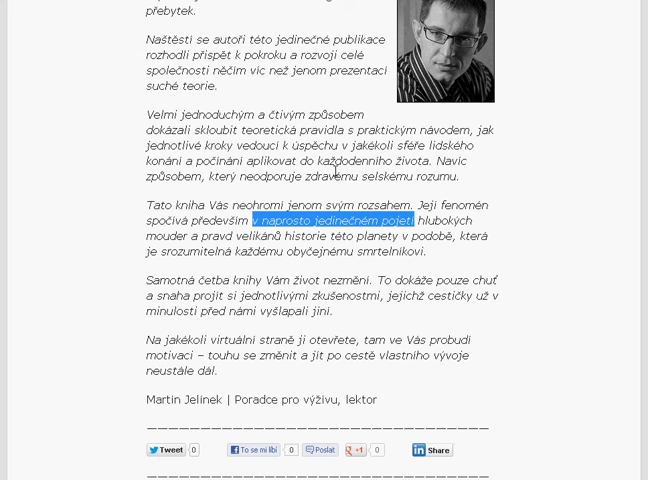 přebytek.
Naštěstí se autoři této jedinečné publikace
rozhodli přispět k pokroku a rozvoji celé
společnosti něčím víc než jenom prezentací
suché teorie.
Velmi jednoduchým a čtivým způsobem
dokázali skloubit teoretická pravidla s praktickým návodem, jak
jednotlivé kroky vedoucí k úspěchu v jakékoli sféře lidského
konání a počínání aplikovat do každodenního života. Navíc
způsobem, který neodporuje zdravému selskému rozumu.
Tato kniha Vás neohromí jenom svým rozsahem. Její fenomén
spočívá především v naprosto jedinečném pojetí hlubokých
mouder a pravd velikánů historie této planety v podobě, která
je srozumitelná každému obyčejnému smrtelníkovi.
Samotná četba knihy Vám život nezmění. To dokáže pouze chuť
a snaha projít si jednotlivými zkušenostmi, jejichž cestičky už v
minulosti před námi vyšlapali jiní.
Na jakékoli virtuální straně ji otevřete, tam ve Vás probudí
motivaci – touhu se změnit a jít po cestě vlastního vývoje
neustále dál.
Martin Jelínek | Poradce pro výživu, lektor
Tweet 0 To se mi líbí 0 Poslat +1 0 Share